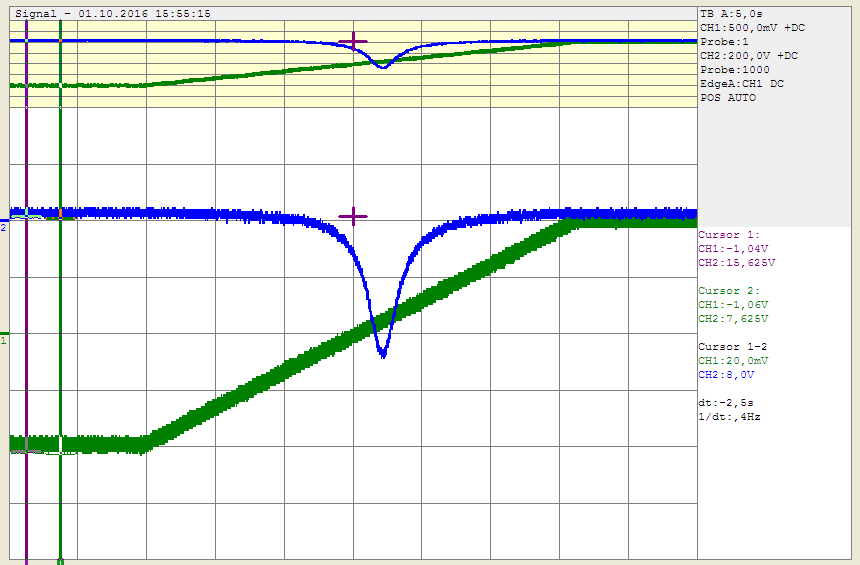 Signal - 01.10.2016 15:55:15
TB A:5,0s
CH1:500,0mV +DC
Probe:1
CH2:200,0V +DC
Probe:1000
EdgeA:CH1 DC
POS AUTO
2
1
Cursor 1:
CH1:-1,04V
CH2:15,625V
Cursor 2:
CH1:-1,06V
CH2:7,625V
Cursor 1-2
CH1:20,0mV
CH2:8,0V
dt:-2,5s
1/dt:,4Hz